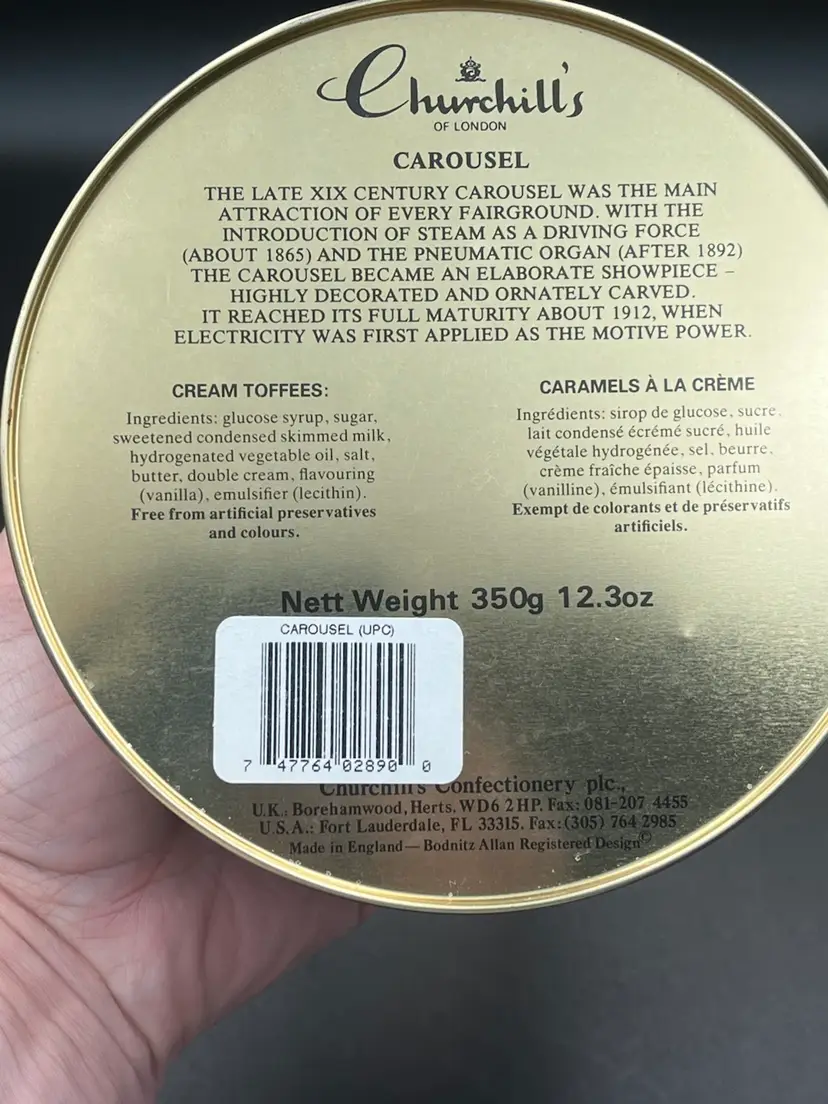 Churchill's
OF LONDON
CAROUSEL
THE LATE XIX CENTURY CAROUSEL WAS THE MAIN
ATTRACTION OF EVERY FAIRGROUND. WITH THE
INTRODUCTION OF STEAM AS A DRIVING FORCE
(ABOUT 1865) AND THE PNEUMATIC ORGAN (AFTER 1892)
THE CAROUSEL BECAME AN ELABORATE SHOWPIECE –
HIGHLY DECORATED AND ORNATELY CARVED.
IT REACHED ITS FULL MATURITY ABOUT 1912, WHEN
ELECTRICITY WAS FIRST APPLIED AS THE MOTIVE POWER.
CREAM TOFFEES:
Ingredients: glucose syrup, sugar,
sweetened condensed skimmed milk,
hydrogenated vegetable oil, salt,
butter, double cream, flavouring
(vanilla), emulsifier (lecithin).
Free from artificial preservatives
and colours.
CARAMELS À LA CRÈME
Ingrédients: sirop de glucose, sucre,
lait condensé écrémé sucré, huile
végétale hydrogénée, sel, beurre,
crème fraîche épaisse, parfum
(vanilline), émulsifiant (lécithine).
Exempt de colorants et de préservatifs
artificiels.
Nett Weight 350g 12.3oz
CAROUSEL (UPC)
7 47764 02890 0
Churchill's Confectionery plc.,
U.K.: Borehamwood, Herts. WD6 2HP. Fax: 081-207 4455
U.S.A.: Fort Lauderdale, FL 33315. Fax: (305) 764 2985
Made in England — Bodnitz Allan Registered Design©